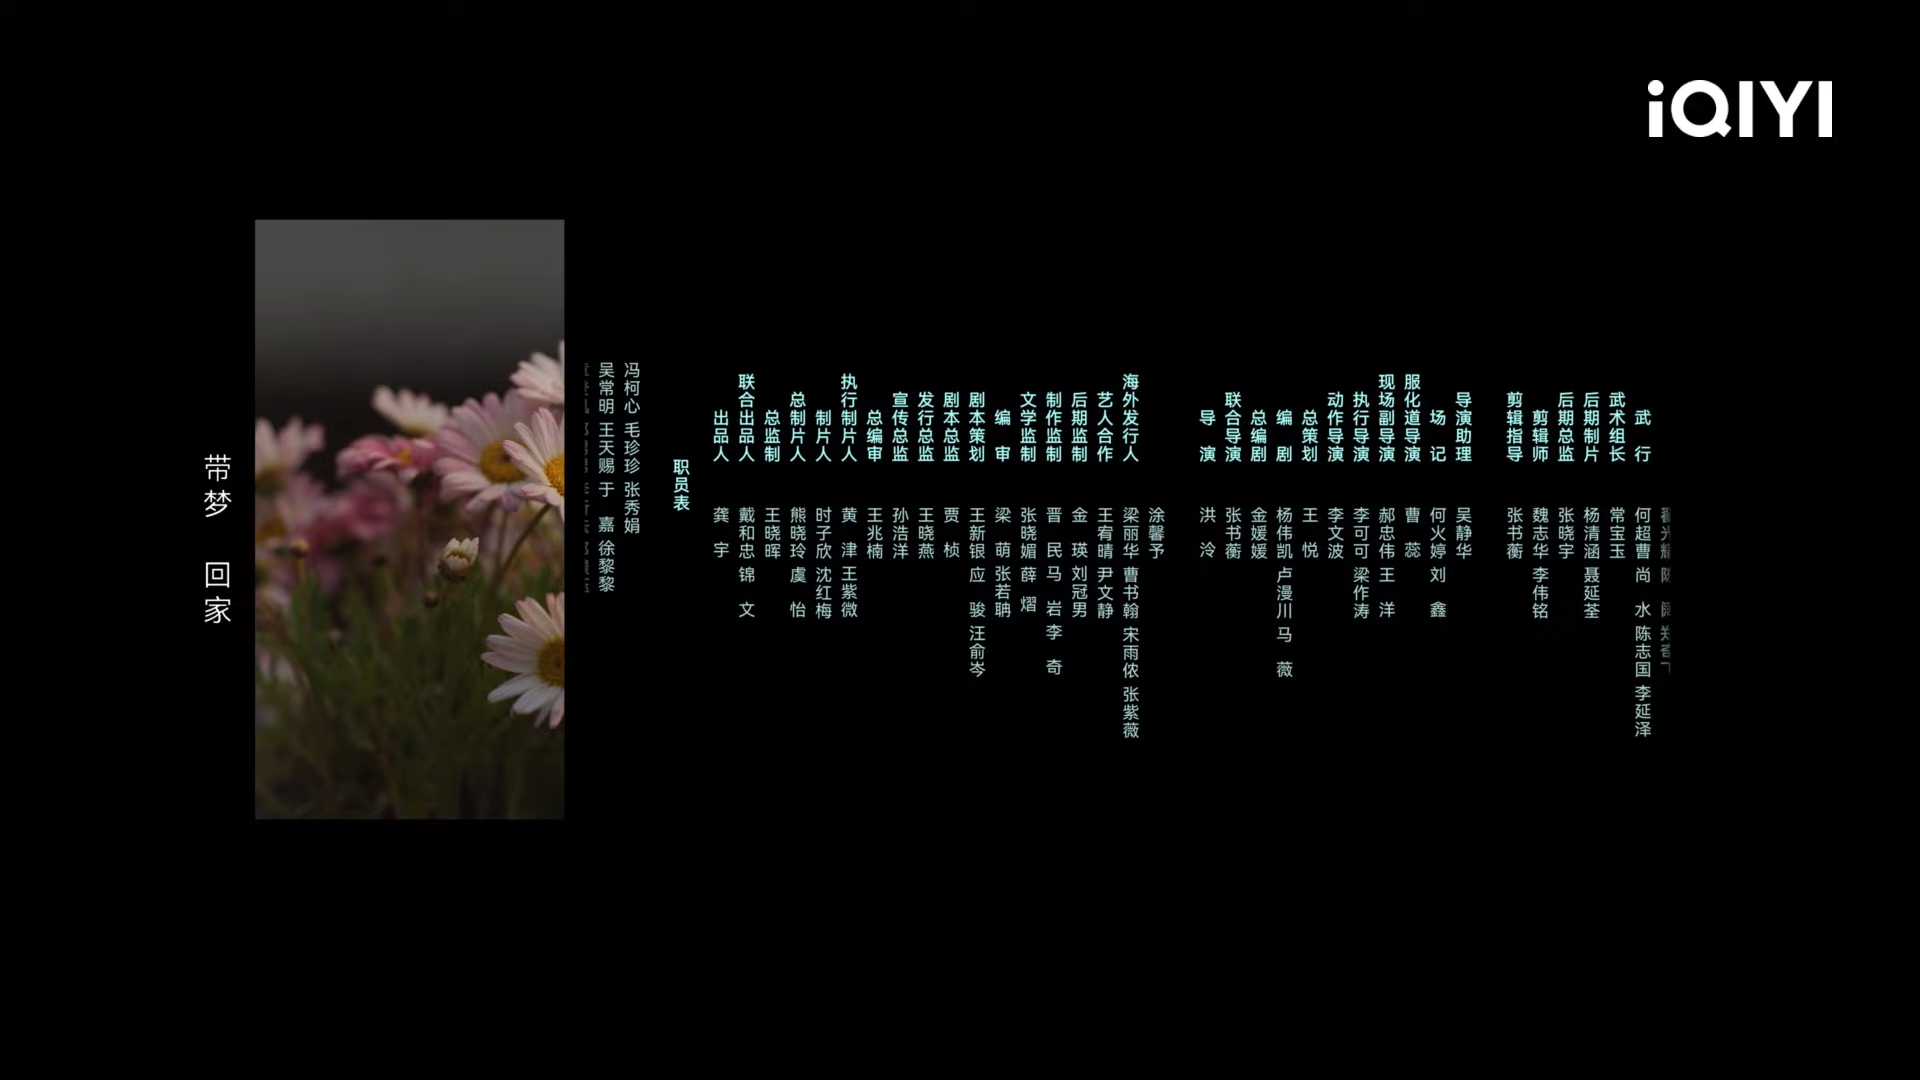 iQIYI
带梦 回家
吴常明 王天赐 于 嘉 徐黎黎
冯柯心 毛珍珍 张秀娟
职员表
出品人 龚 宇
联合出品人 戴和忠 锦 文
总监制 王晓晖
总制片人 熊晓玲 虞 怡
制片人 时子欣 沈红梅
执行制片人 黄 津 王紫微
总编审 王兆楠
宣传总监 孙浩洋
发行总监 王晓燕
剧本总监 贾 桢
剧本策划 王新银 应 骏 汪俞岑
编 审 梁 萌 张若聃
文学监制 张晓媚 薛 熠
制作监制 晋 民 马 岩 李 奇
后期监制 金 瑛 刘冠男
艺人合作 王宥晴 尹文静
海外发行人 梁丽华 曹书翰 宋雨侬 张紫薇
涂馨予
导 演 洪 泠
联合导演 张书蘅
总编剧 金媛媛
编 剧 杨伟凯 卢漫川 马 薇
总策划 王 悦
动作导演 李文波
执行导演 李可可 梁作涛
现场副导演 郝忠伟 王 洋
服化道导演 曹 蕊
场 记 何火婷 刘 鑫
导演助理 吴静华
剪辑指导 张书蘅
剪辑师 魏志华 李伟铭
后期总监 张晓宇
后期制片 杨清涵 聂延荃
武术组长 常宝玉
武 行 何超曹 尚 水 陈志国 李延泽